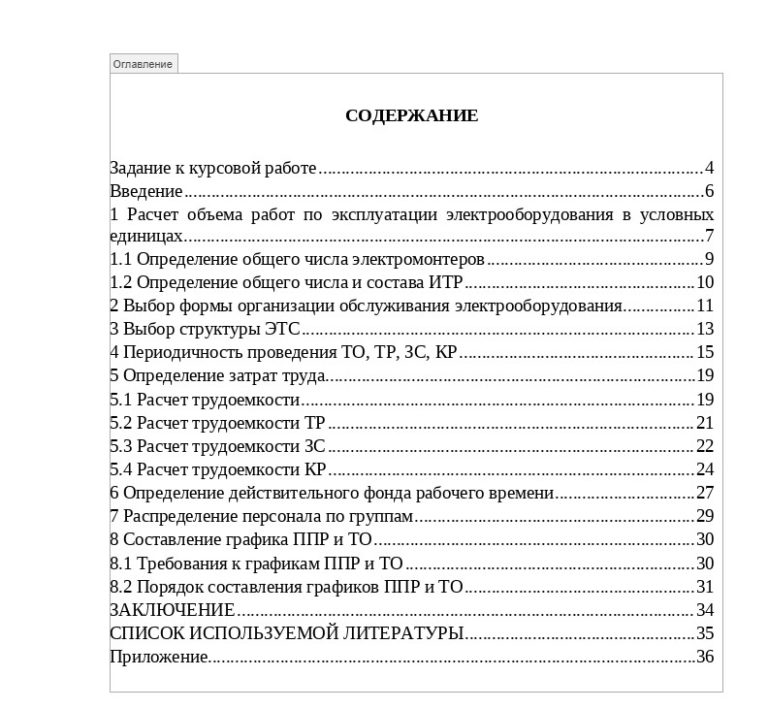 Оглавление
СОДЕРЖАНИЕ
Задание к курсовой работе....................4
Введение....................6
1 Расчет объема работ по эксплуатации электрооборудования в условных
единицах....................7
1.1 Определение общего числа электромонтеров....................9
1.2 Определение общего числа и состава ИТР....................10
2 Выбор формы организации обслуживания электрооборудования....................11
3 Выбор структуры ЭТС....................13
4 Периодичность проведения ТО, ТР, ЗС, КР....................15
5 Определение затрат труда....................19
5.1 Расчет трудоемкости....................19
5.2 Расчет трудоемкости ТР....................21
5.3 Расчет трудоемкости ЗС....................22
5.4 Расчет трудоемкости КР....................24
6 Определение действительного фонда рабочего времени....................27
7 Распределение персонала по группам....................29
8 Составление графика ППР и ТО....................30
8.1 Требования к графикам ППР и ТО....................30
8.2 Порядок составления графиков ППР и ТО....................31
ЗАКЛЮЧЕНИЕ....................34
СПИСОК ИСПОЛЬЗУЕМОЙ ЛИТЕРАТУРЫ....................35
Приложение....................36